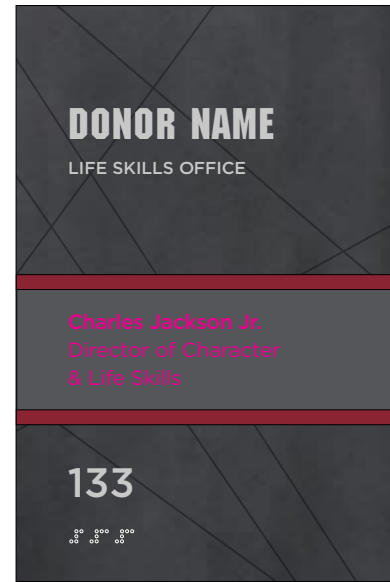 DONOR NAME
LIFE SKILLS OFFICE
Charles Jackson Jr.
Director of Character
& Life Skills
133